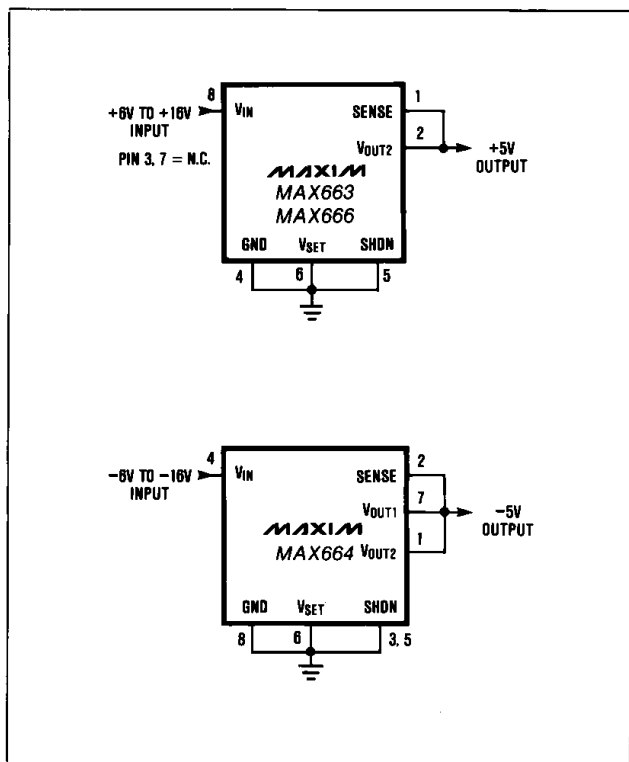 8
1
+6V TO +16V
INPUT
VIN
SENSE
2
VOUT2
+5V
OUTPUT
PIN 3, 7 = N.C.
MAXIM
MAX663
MAX666
GND VSET SHDN
4 6 5
4
2
−6V TO −16V
INPUT
VIN
SENSE
7
VOUT1
−5V
OUTPUT
1
MAXIM
MAX664
VOUT2
GND VSET SHDN
8 6 3, 5